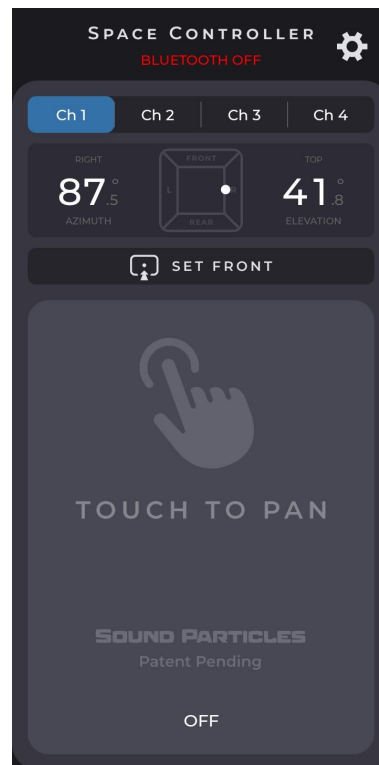 SPACE CONTROLLER
BLUETOOTH OFF
Ch 1 Ch 2 Ch 3 Ch 4
RIGHT
87.5°
AZIMUTH
FRONT
L R
REAR
TOP
41.8°
ELEVATION
SET FRONT
TOUCH TO PAN
SOUND PARTICLES
Patent Pending
OFF